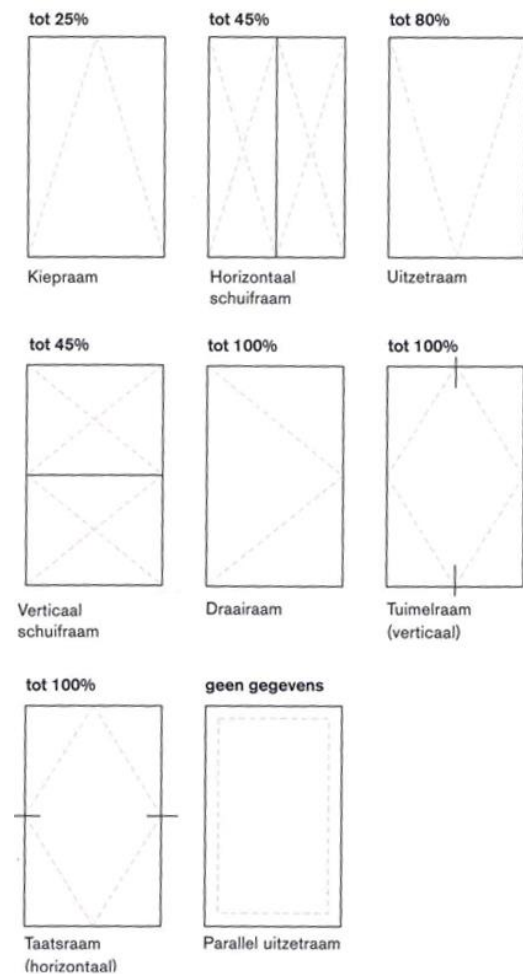 tot 25%
Kiepraam
tot 45%
Horizontaal
schuifraam
tot 80%
Uitzetraam
tot 45%
Verticaal
schuifraam
tot 100%
Draairaam
tot 100%
Tuimelraam
(verticaal)
tot 100%
Taatsraam
(horizontaal)
geen gegevens
Parallel uitzetraam